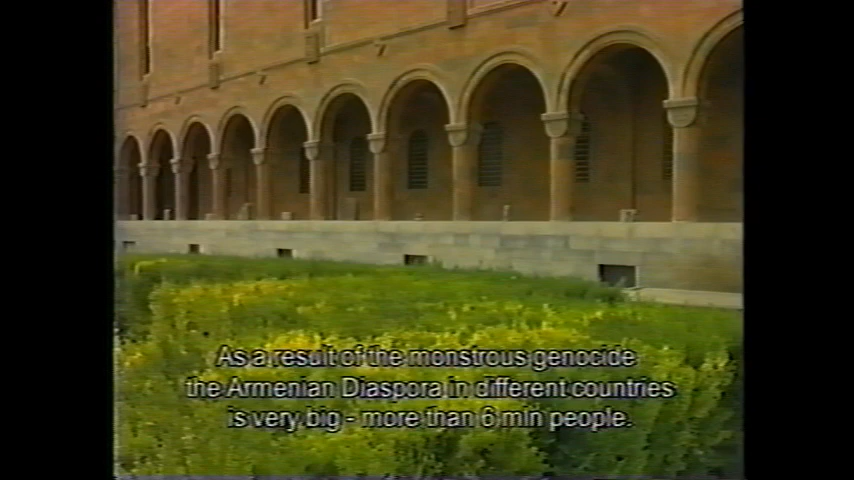 As a result of the monstrous genocide
the Armenian Diaspora in different countries
is very big - more than 6 min people.